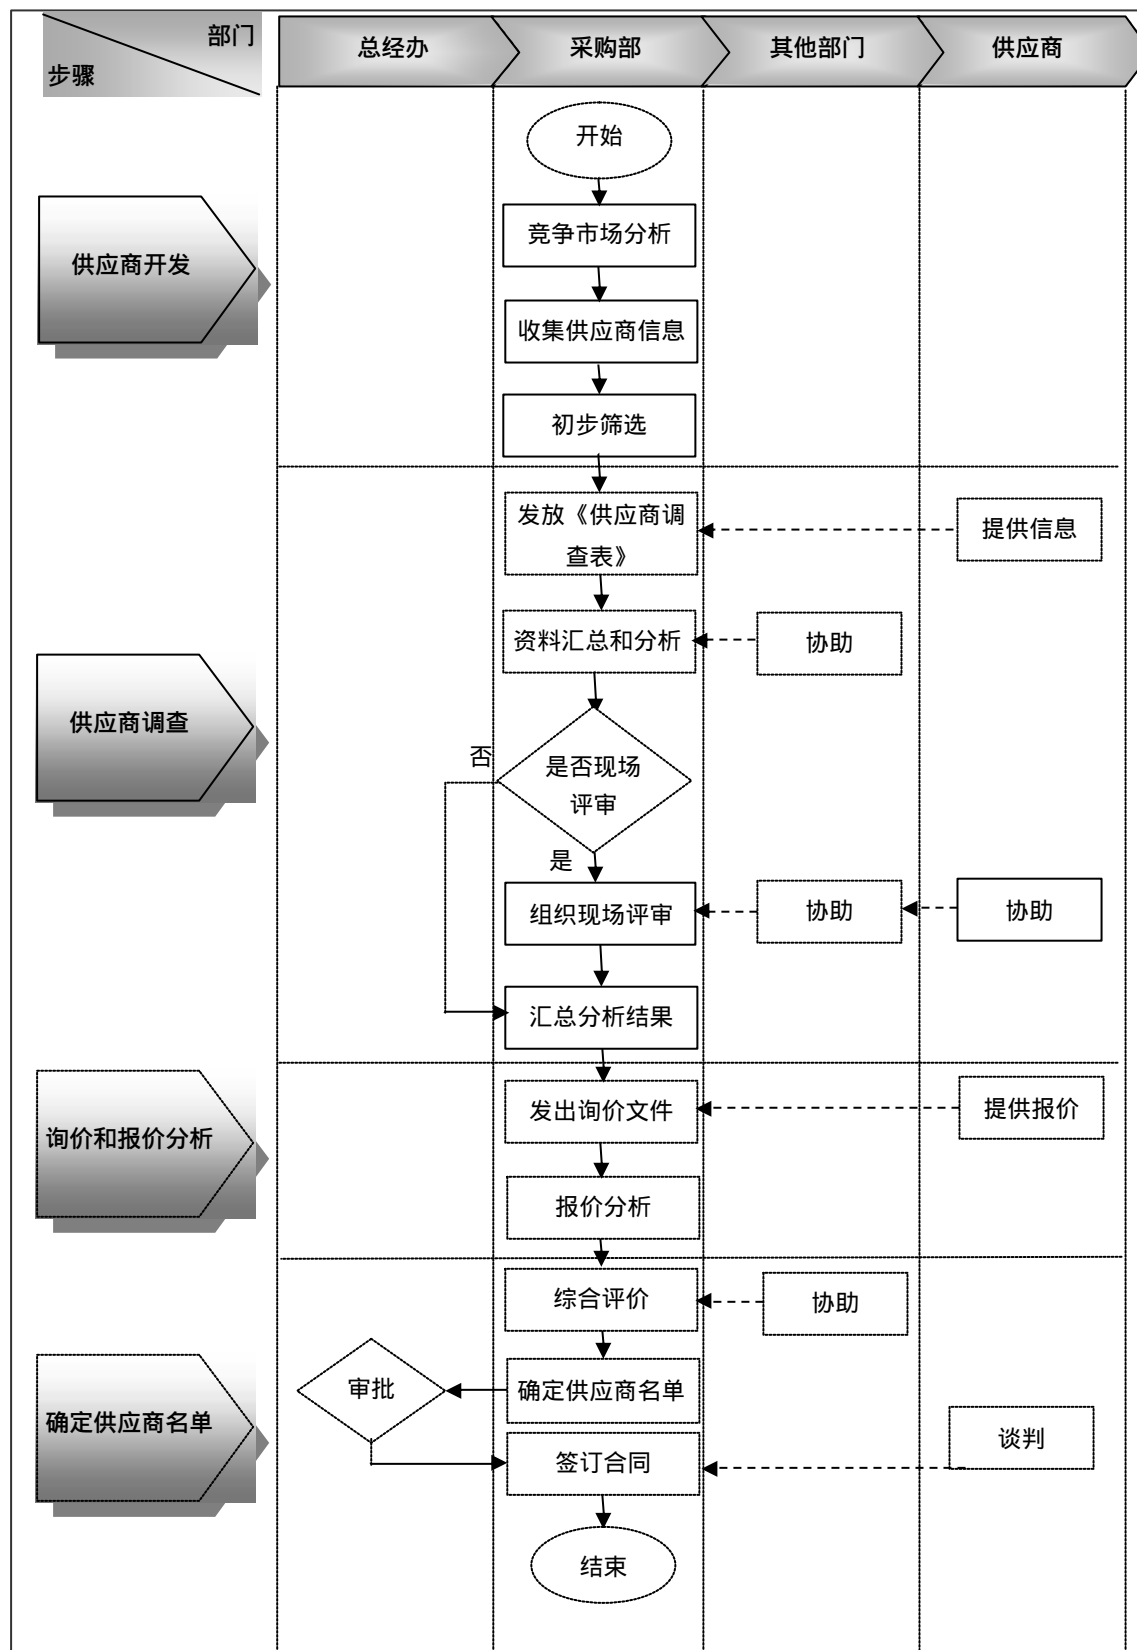 部门
步骤
总经办
采购部
其他部门
供应商
开始
供应商开发
竞争市场分析
收集供应商信息
初步筛选
发放《供应商调
查表》
提供信息
资料汇总和分析
协助
供应商调查
否
是否现场
评审
是
组织现场评审
协助
协助
汇总分析结果
询价和报价分析
发出询价文件
提供报价
报价分析
综合评价
协助
确定供应商名单
审批
确定供应商名单
签订合同
谈判
结束